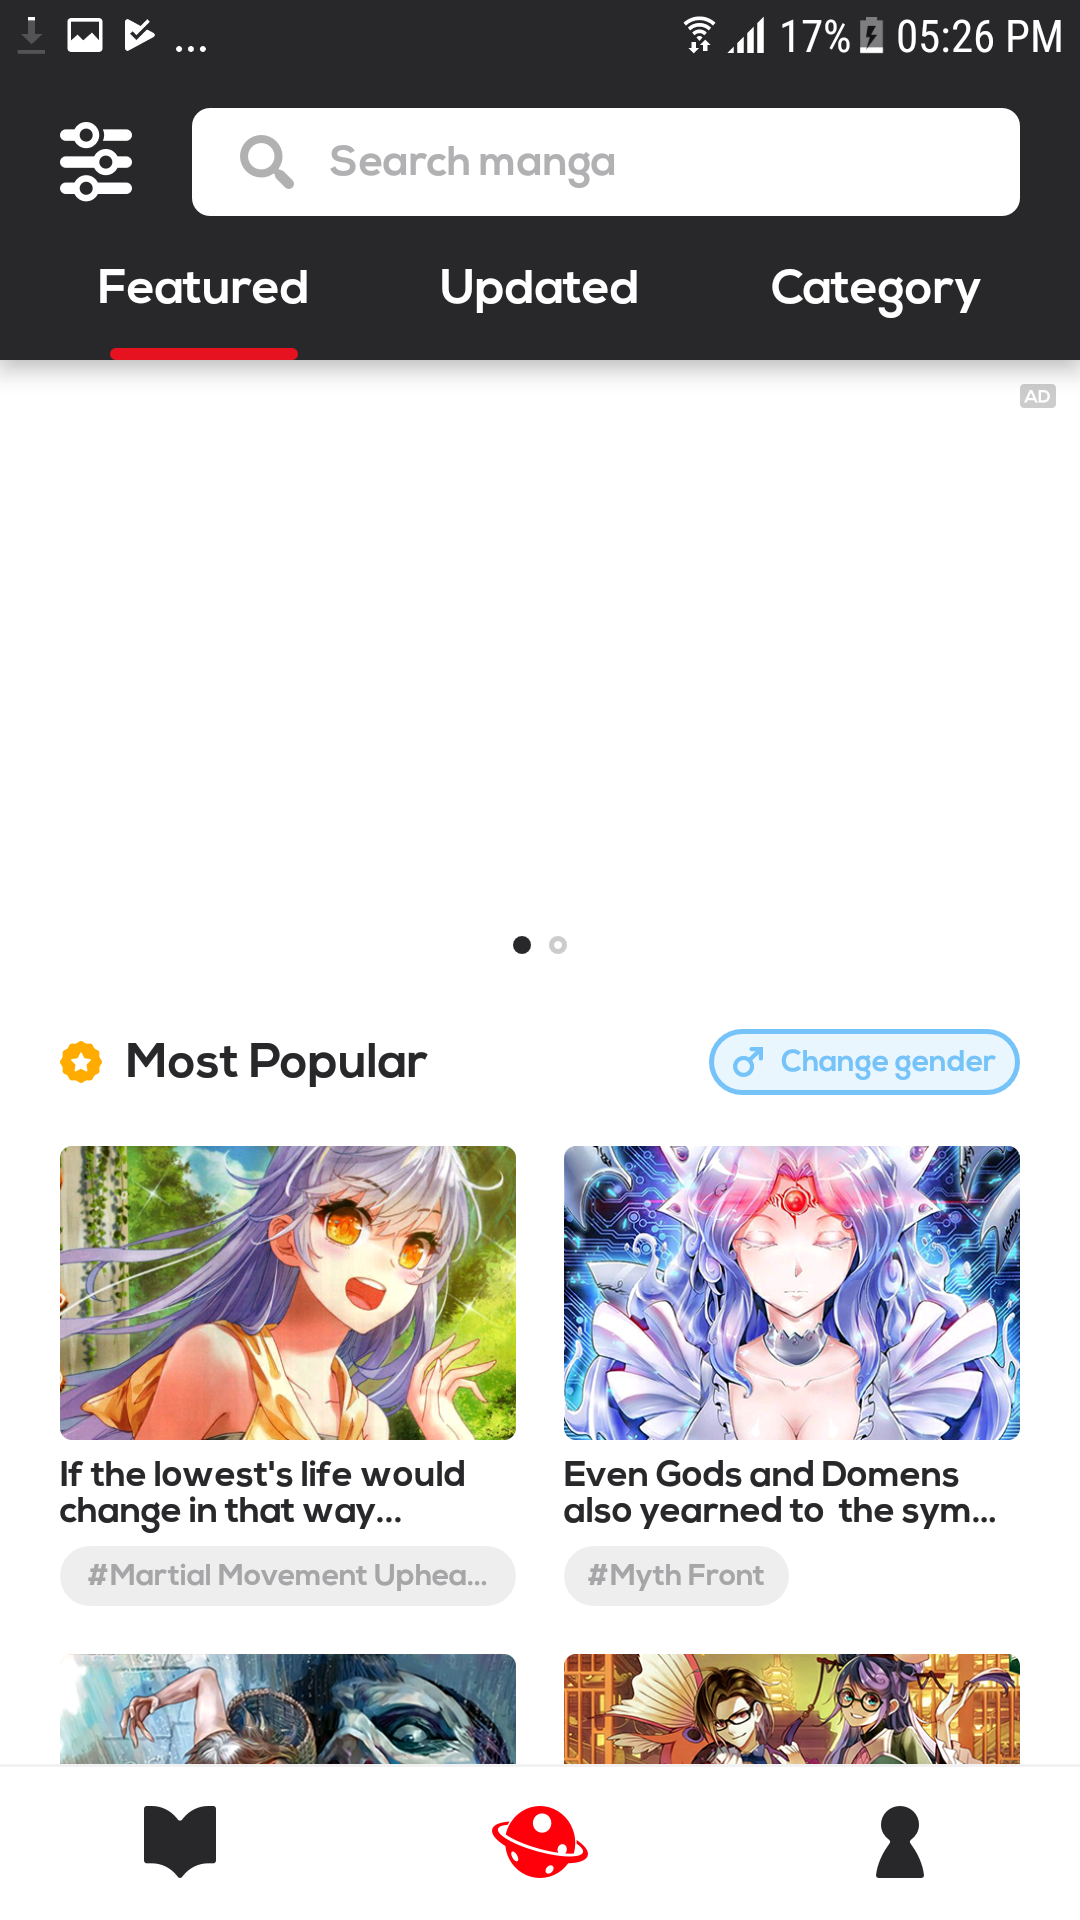 ... 17% 05:26 PM
Search manga
Featured Updated Category
AD
Most Popular Change gender
If the lowest's life would
change in that way...
Even Gods and Domens
also yearned to the sym...
#Martial Movement Uphea...
#Myth Front